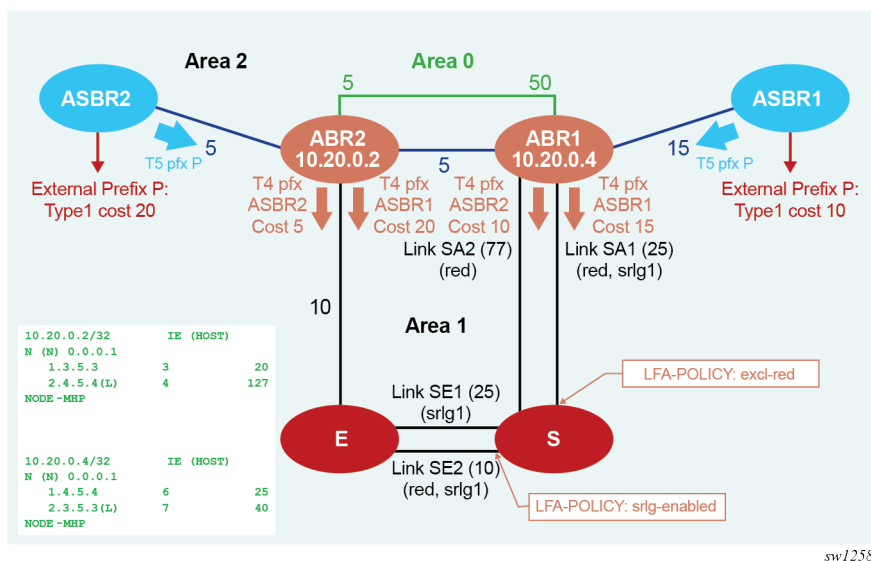 Area 2
Area 0
5
50
ASBR2
ASBR1
ABR2
10.20.0.2
ABR1
10.20.0.4
5
T5 pfx P
5
15
T5 pfx P
External Prefix P:
Type1 cost 20
External Prefix P:
Type1 cost 10
T4 pfx
ASBR2
Cost 5
T4 pfx
ASBR1
Cost 20
T4 pfx
ASBR2
Cost 10
T4 pfx
ASBR1
Cost 15
Link SA2 (77)
(red)
Link SA1 (25)
(red, srlg1)
10
Area 1
10.20.0.2/32 IE (HOST)
N (N) 0.0.0.1
1.3.5.3 3 20
2.4.5.4(L) 4 127
NODE-MHP
10.20.0.4/32 IE (HOST)
N (N) 0.0.0.1
1.4.5.4 6 25
2.3.5.3(L) 7 40
NODE-MHP
LFA-POLICY: excl-red
Link SE1 (25)
(srlg1)
E
S
Link SE2 (10)
(red, srlg1)
LFA-POLICY: srlg-enabled
sw1258